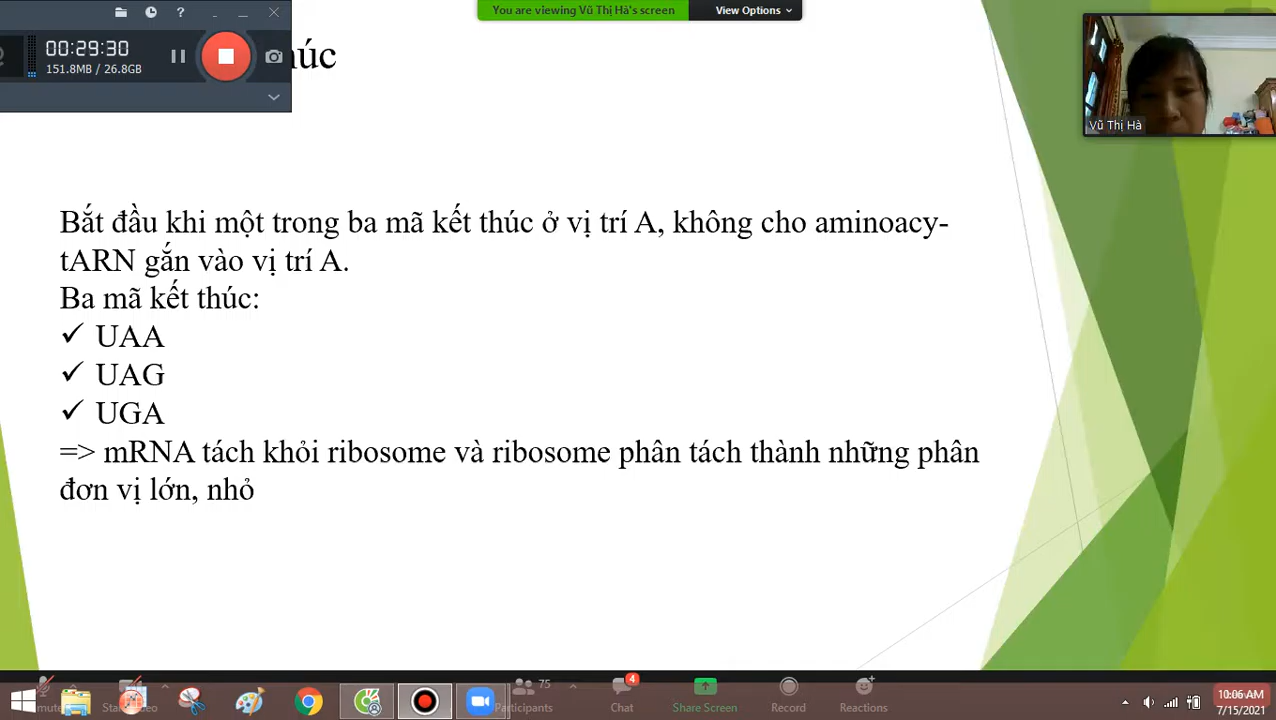 You are viewing Vũ Thị Hà's screen
View Options
00:29:30
151.8MB / 26.8GB
húc
Vũ Thị Hà
Bắt đầu khi một trong ba mã kết thúc ở vị trí A, không cho aminoacy-
tARN gắn vào vị trí A.
Ba mã kết thúc:
✓ UAA
✓ UAG
✓ UGA
=> mRNA tách khỏi ribosome và ribosome phân tách thành những phân
đơn vị lớn, nhỏ
75
Participants
4
Chat
Share Screen
Record
Reactions
10:06 AM
7/15/2021